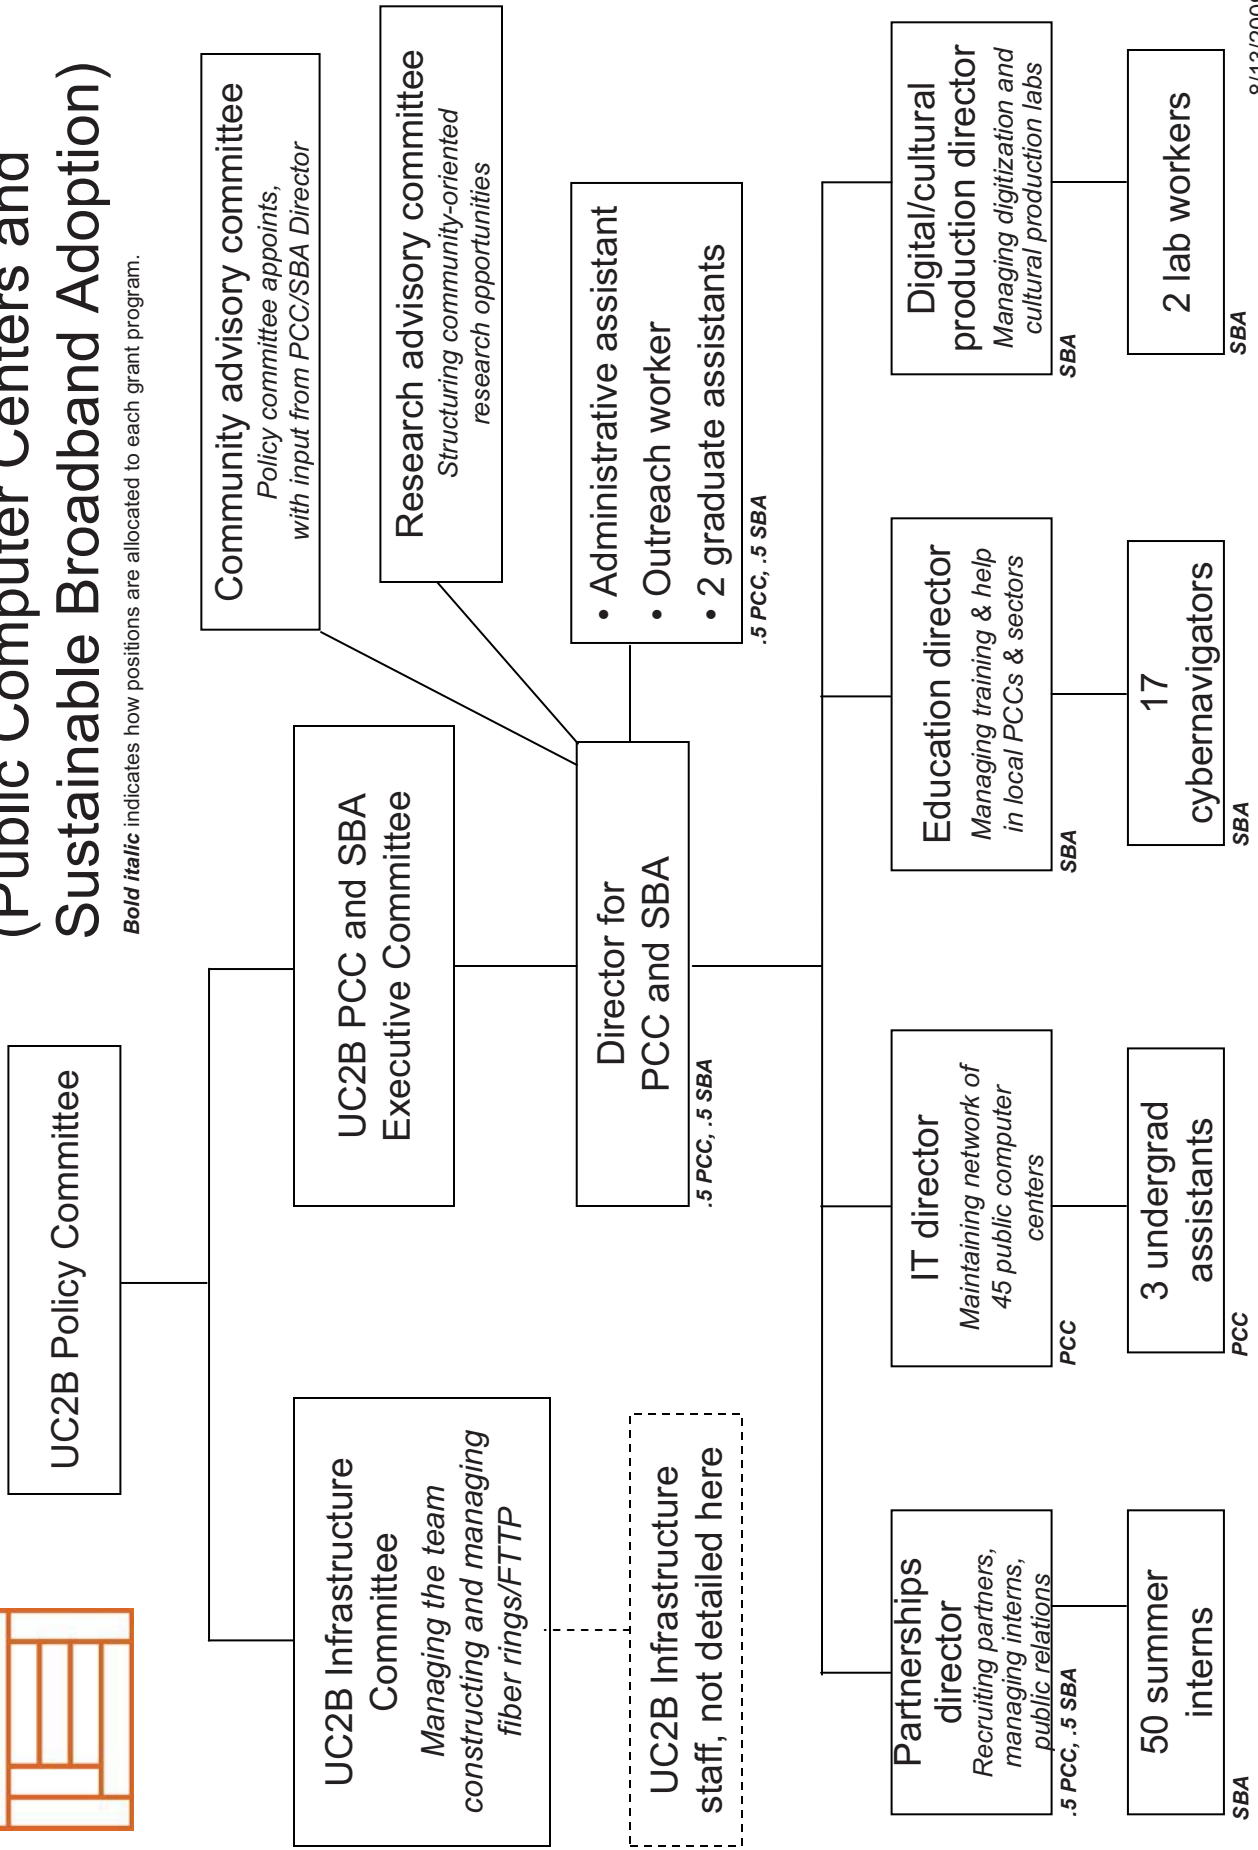 (Public Computer Centers and
Sustainable Broadband Adoption)
Bold italic indicates how positions are allocated to each grant program.
UC2B Policy Committee
UC2B Infrastructure
Committee
Managing the team
constructing and managing
fiber rings/FTTP
UC2B Infrastructure
staff, not detailed here
UC2B PCC and SBA
Executive Committee
Community advisory committee
Policy committee appoints,
with input from PCC/SBA Director
Research advisory committee
Structuring community-oriented
research opportunities
Director for
PCC and SBA
.5 PCC, .5 SBA
• Administrative assistant
• Outreach worker
• 2 graduate assistants
.5 PCC, .5 SBA
Partnerships
director
Recruiting partners,
managing interns,
public relations
.5 PCC, .5 SBA
50 summer
interns
SBA
IT director
Maintaining network of
45 public computer
centers
PCC
3 undergrad
assistants
PCC
Education director
Managing training & help
in local PCCs & sectors
SBA
17
cybernavigators
SBA
Digital/cultural
production director
Managing digitization and
cultural production labs
SBA
2 lab workers
SBA